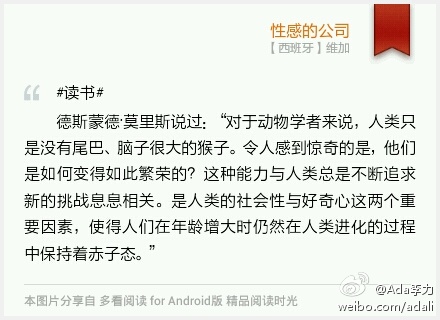 性感的公司
【西班牙】维加
#读书#
德斯蒙德·莫里斯说过：“对于动物学者来说，人类只
是没有尾巴、脑子很大的猴子。令人感到惊奇的是，他们
是如何变得如此繁荣的？这种能力与人类总是不断追求
新的挑战息息相关。是人类的社会性与好奇心这两个重
要因素，使得人们在年龄增大时仍然在人类进化的过程
中保持着赤子态。”
本图片分享自 多看阅读 for Android版 精品阅读时光
@Ada李力
weibo.com/adali